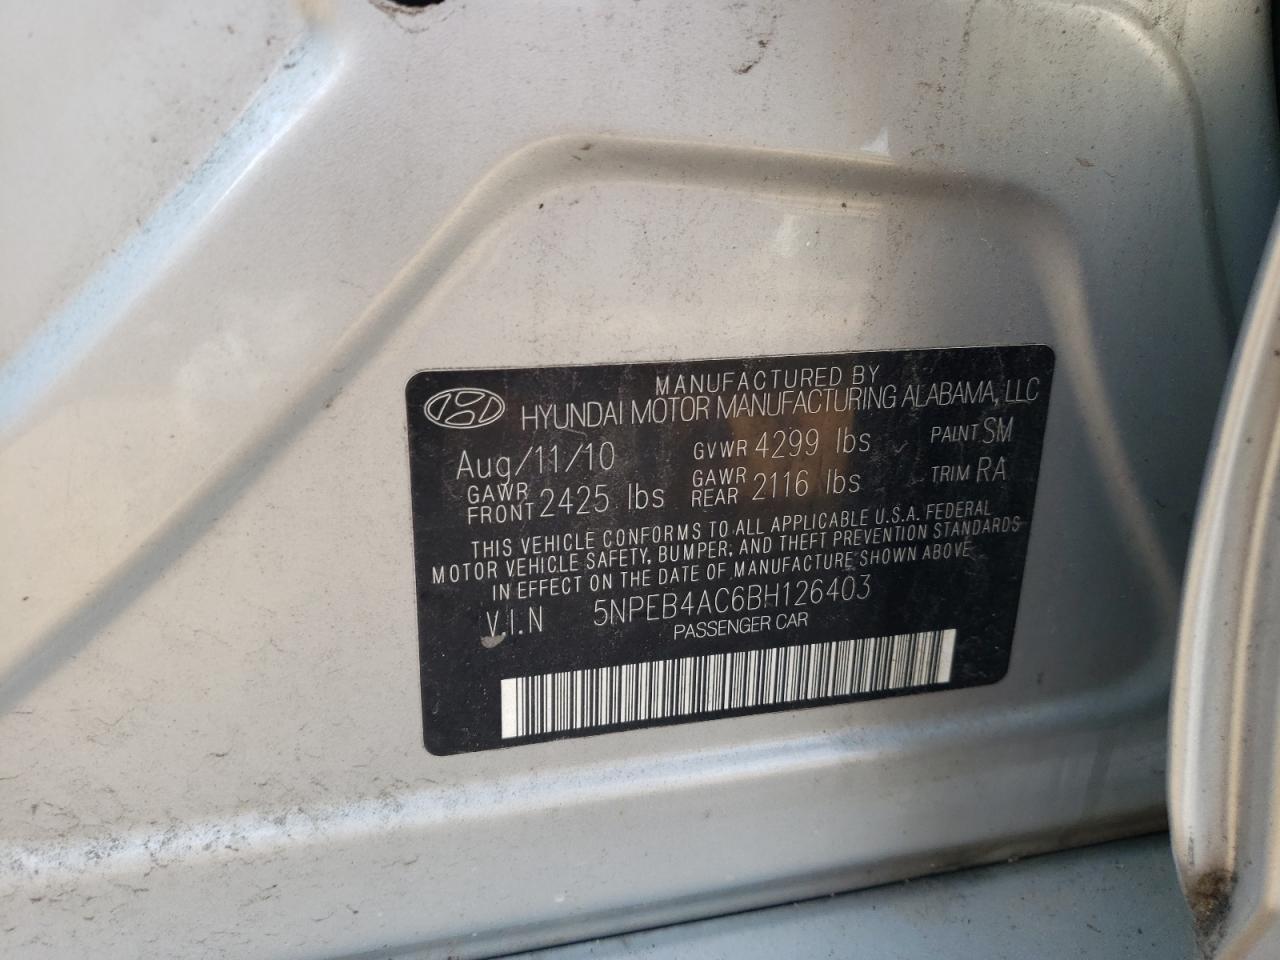 MANUFACTURED BY
HYUNDAI MOTOR MANUFACTURING ALABAMA, LLC
Aug/11/10 GVWR 4299 lbs PAINT SM
GAWR FRONT 2425 lbs GAWR REAR 2116 lbs TRIM RA
THIS VEHICLE CONFORMS TO ALL APPLICABLE U.S.A. FEDERAL
MOTOR VEHICLE SAFETY, BUMPER, AND THEFT PREVENTION STANDARDS
IN EFFECT ON THE DATE OF MANUFACTURE SHOWN ABOVE
V.I.N 5NPEB4AC6BH126403
PASSENGER CAR